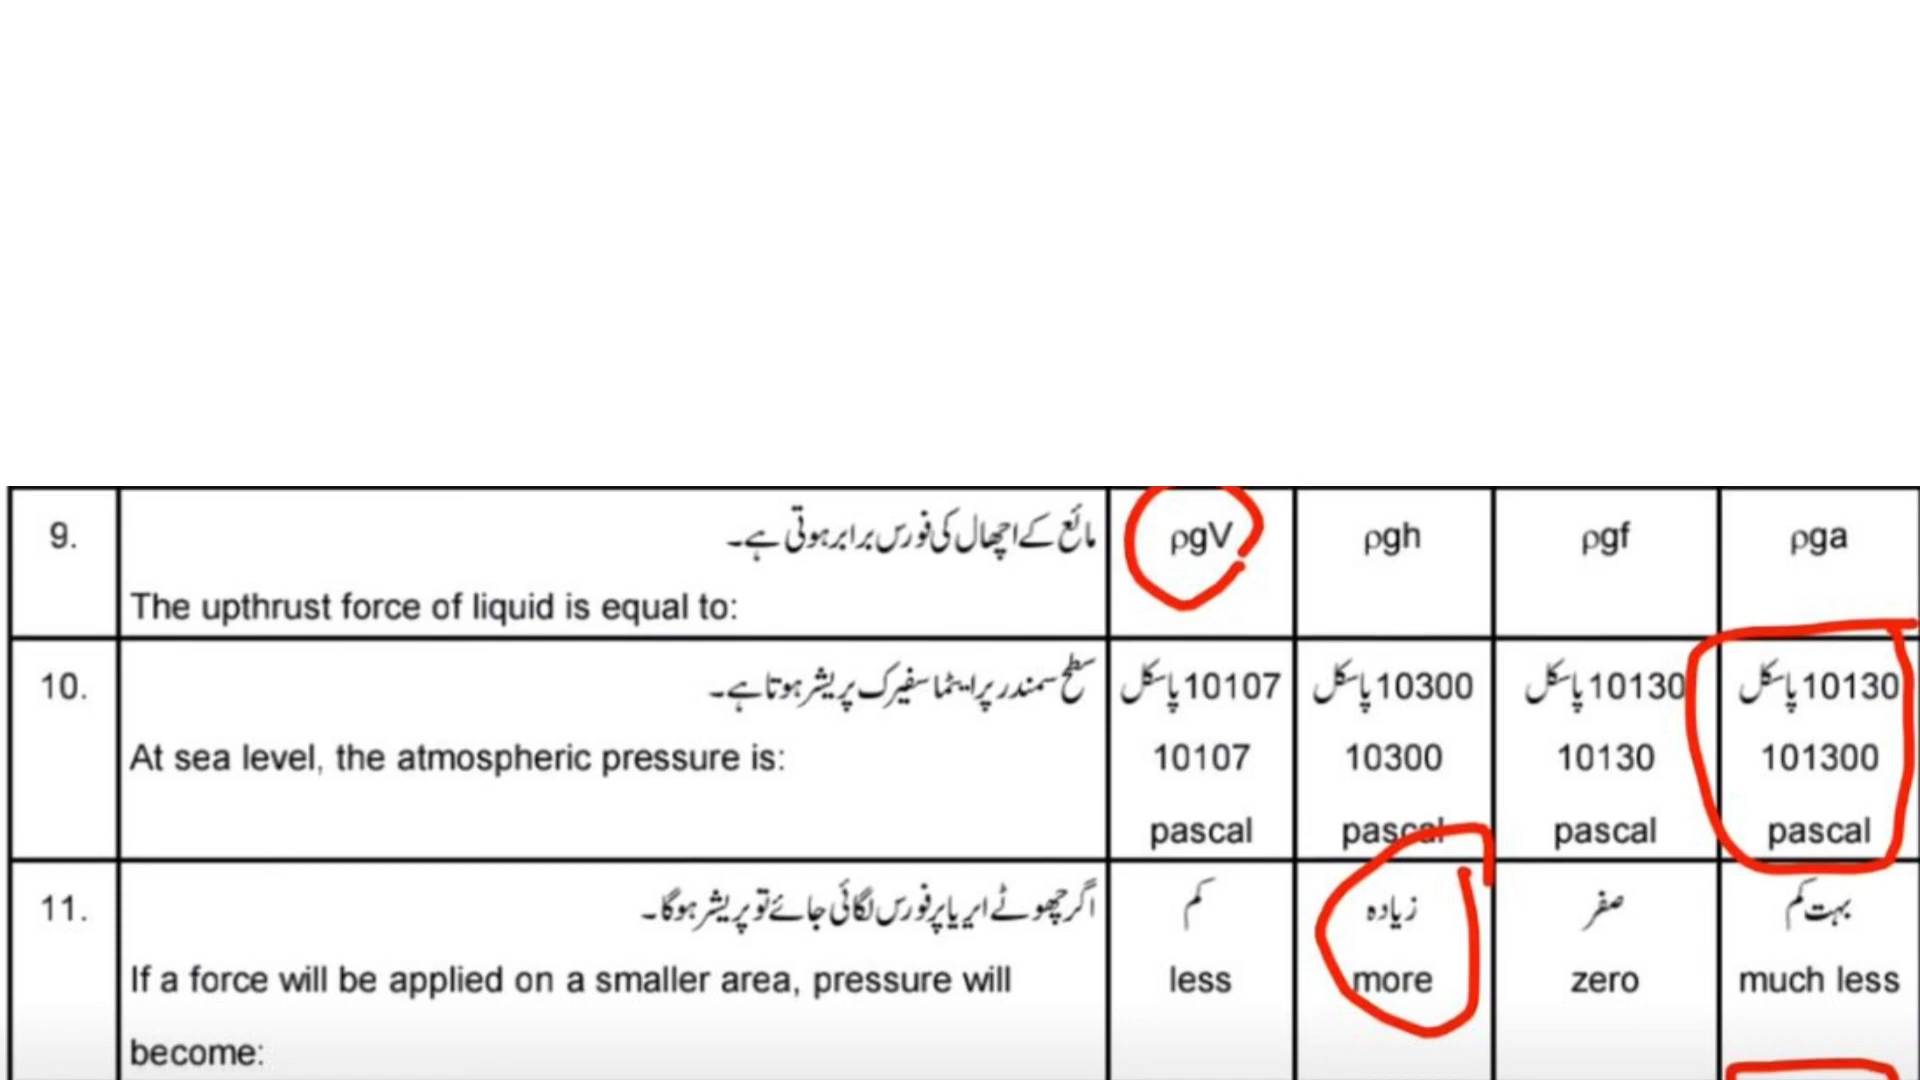 9.
مائع کے اچھال کی فورس برابر ہوتی ہے۔
ρgV
ρgh
ρgf
ρga
The upthrust force of liquid is equal to:
10.
سطح سمندر پر ایٹماسفیرک پریشر ہوتا ہے۔
10107 پاسکل
10300 پاسکل
10130 پاسکل
10130 پاسکل
At sea level, the atmospheric pressure is:
10107
10300
10130
101300
pascal
pascal
pascal
pascal
11.
اگر چھوٹے ایریا پر فورس لگائی جائے تو پریشر ہوگا۔
کم
زیادہ
صفر
بہت کم
If a force will be applied on a smaller area, pressure will
less
more
zero
much less
become: